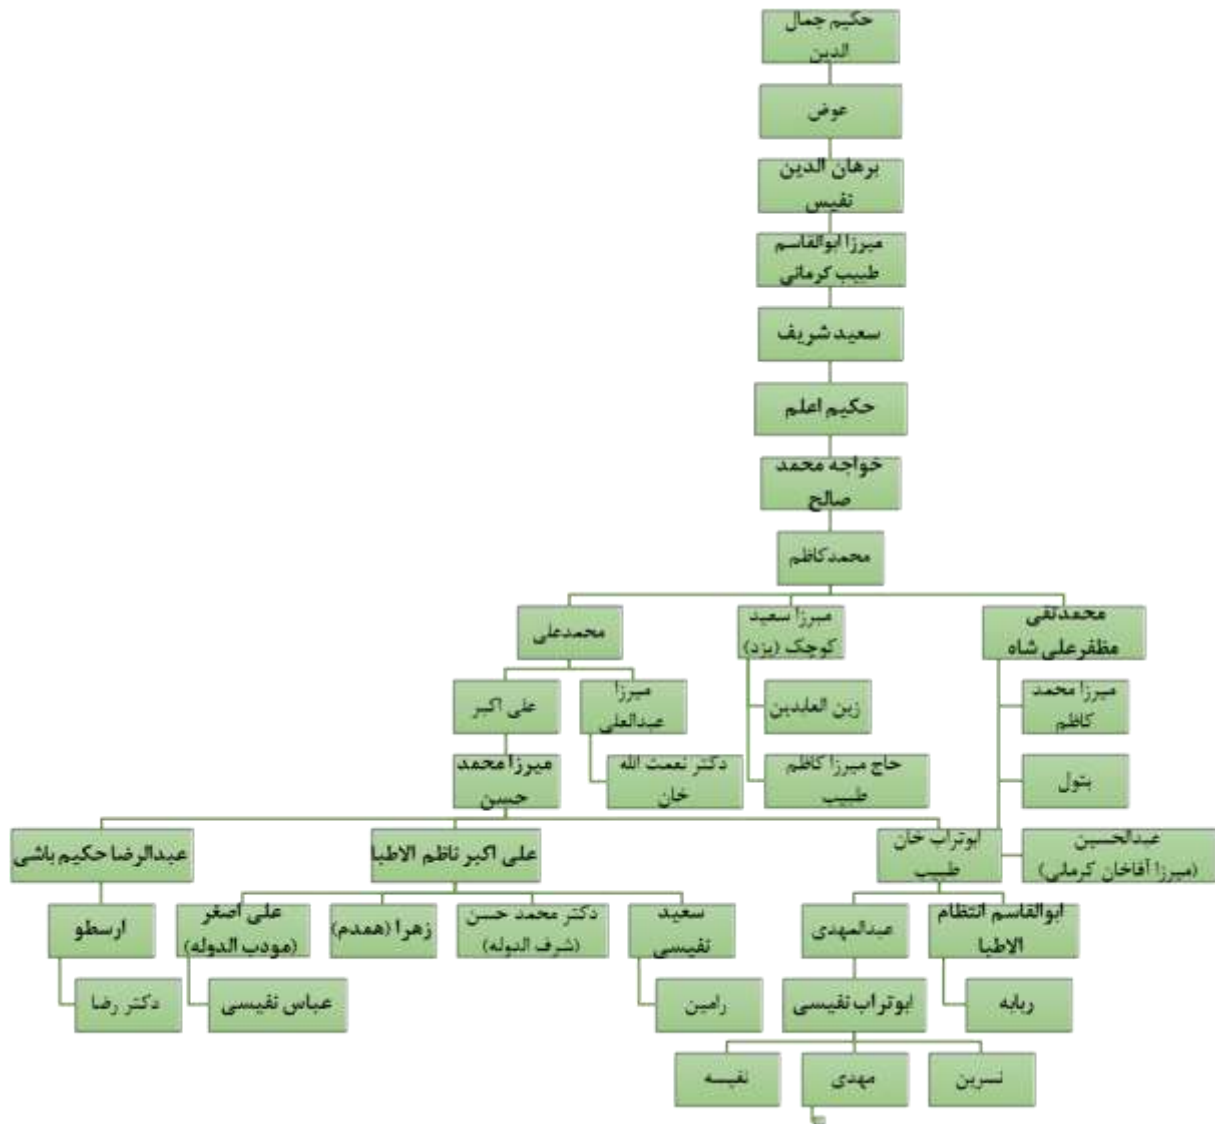 حکیم جمال
الدین
عوض
برهان الدین
نفیس
میرزا ابوالقاسم
طبیب کرمانی
سعید شریف
حکیم اعلم
خواجه محمد
صالح
محمدکاظم
محمدتقی
مظفرعلی شاه
میرزا سعید
کوچک (یزد)
محمدعلی
میرزا محمد
کاظم
زین العابدین
میرزا
عبدالعلی
علی اکبر
بتول
حاج میرزا کاظم
طبیب
دکتر نعمت الله
خان
میرزا محمد
حسن
عبدالحسین
(میرزا آقاخان کرمانی)
ابوتراب خان
طبیب
علی اکبر ناظم الاطبا
عبدالرضا حکیم باشی
ابوالقاسم انتظام
الاطبا
عبدالمهدی
سعید
نفیسی
دکتر محمد حسن
(شرف الدوله)
زهرا (همدم)
علی اصغر
(مودب الدوله)
ارسطو
ربابه
ابوتراب نفیسی
رامین
عباس نفیسی
دکتر رضا
نسرین
مهدی
نفیسه